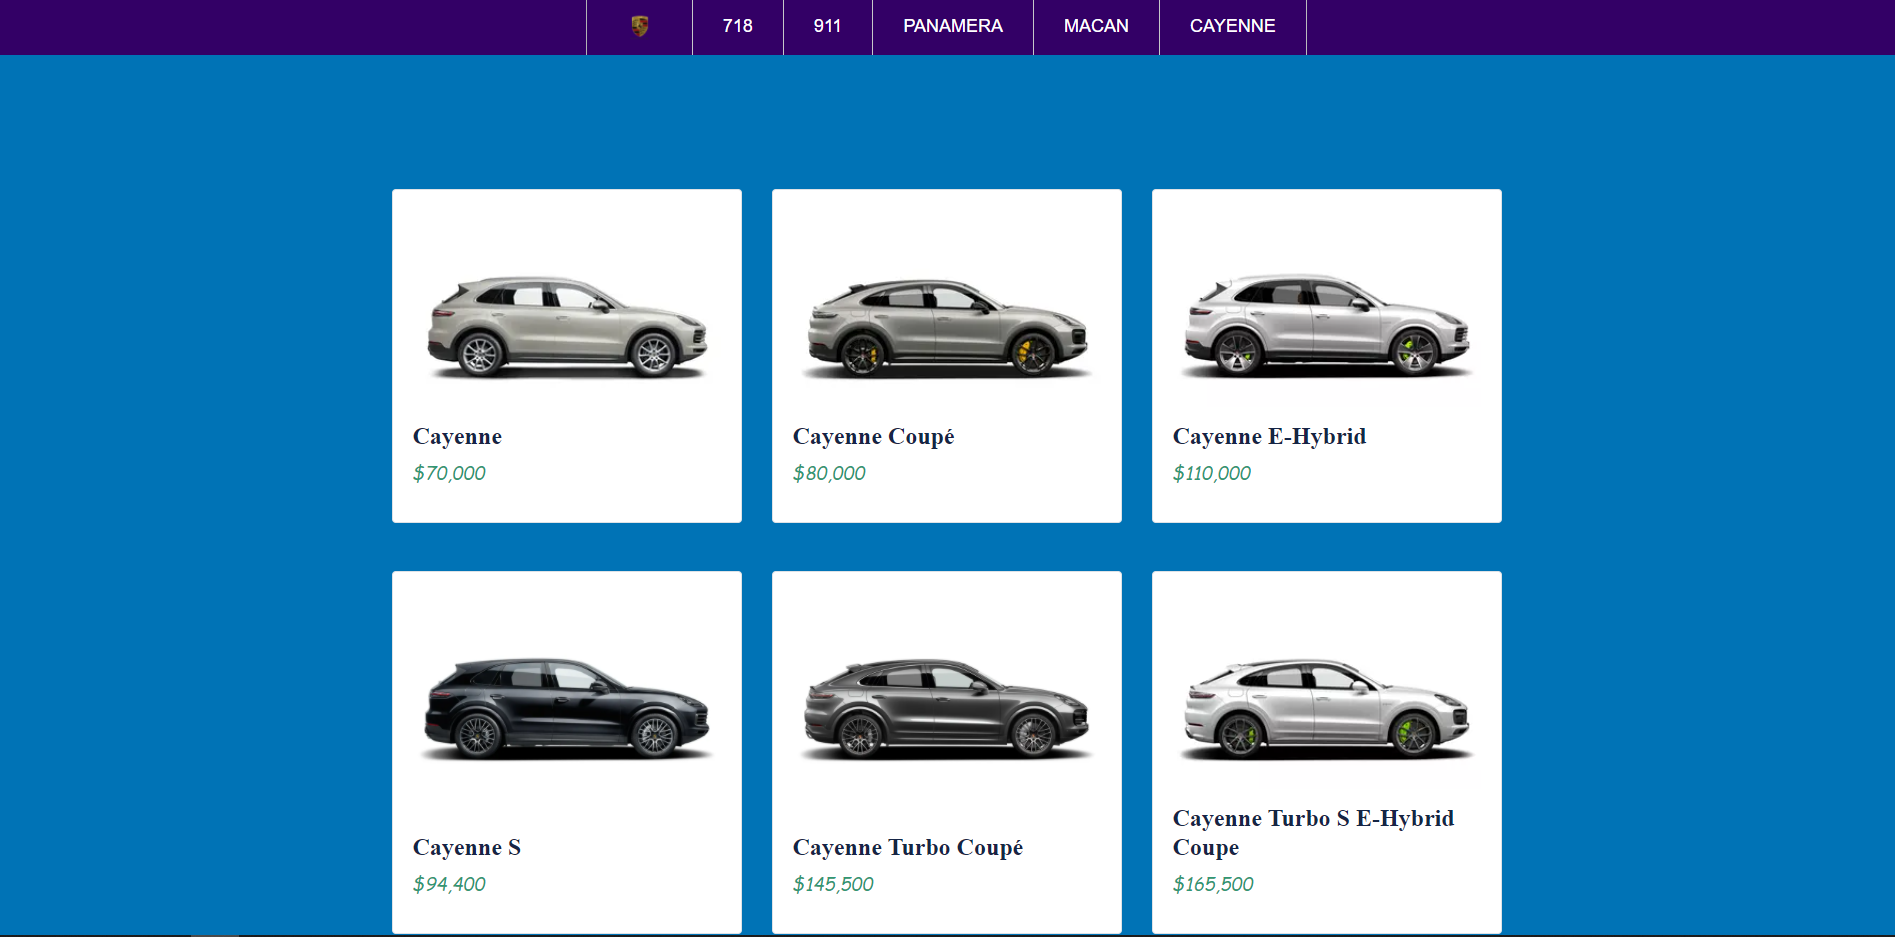 718
911
PANAMERA
MACAN
CAYENNE
Cayenne
$70,000
Cayenne Coupé
$80,000
Cayenne E-Hybrid
$110,000
Cayenne S
$94,400
Cayenne Turbo Coupé
$145,500
Cayenne Turbo S E-Hybrid
Coupe
$165,500